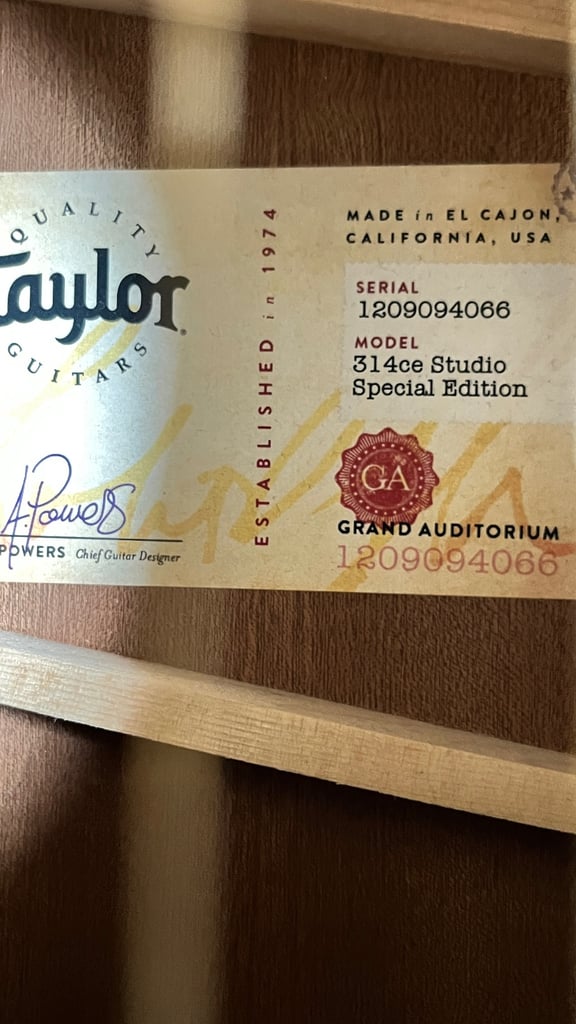 QUALITY
Taylor
GUITARS
A. Powers
POWERS Chief Guitar Designer
ESTABLISHED in 1974
MADE in EL CAJON,
CALIFORNIA, USA
SERIAL
1209094066
MODEL
314ce Studio
Special Edition
GA
GRAND AUDITORIUM
1209094066